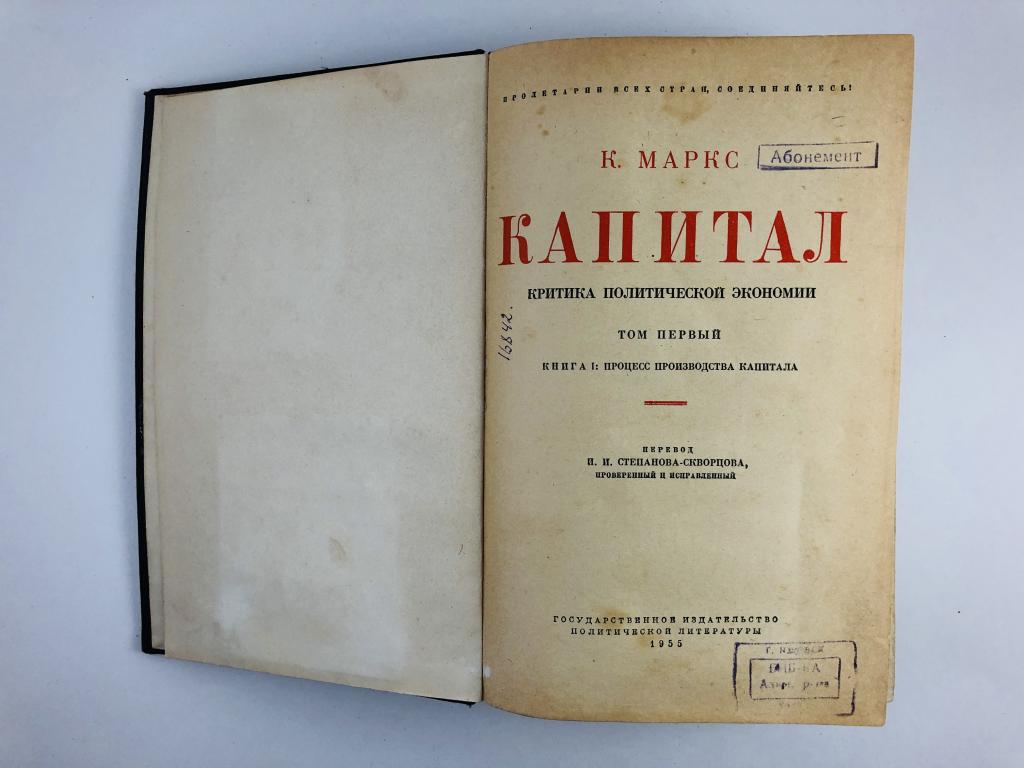 ПРОЛЕТАРИИ ВСЕХ СТРАН, СОЕДИНЯЙТЕСЬ!
К. МАРКС
Абонемент
КАПИТАЛ
КРИТИКА ПОЛИТИЧЕСКОЙ ЭКОНОМИИ
16842.
ТОМ ПЕРВЫЙ
КНИГА I: ПРОЦЕСС ПРОИЗВОДСТВА КАПИТАЛА
ПЕРЕВОД
И. И. СТЕПАНОВА-СКВОРЦОВА,
ПРОВЕРЕННЫЙ И ИСПРАВЛЕННЫЙ
ГОСУДАРСТВЕННОЕ ИЗДАТЕЛЬСТВО
ПОЛИТИЧЕСКОЙ ЛИТЕРАТУРЫ
1955
г.